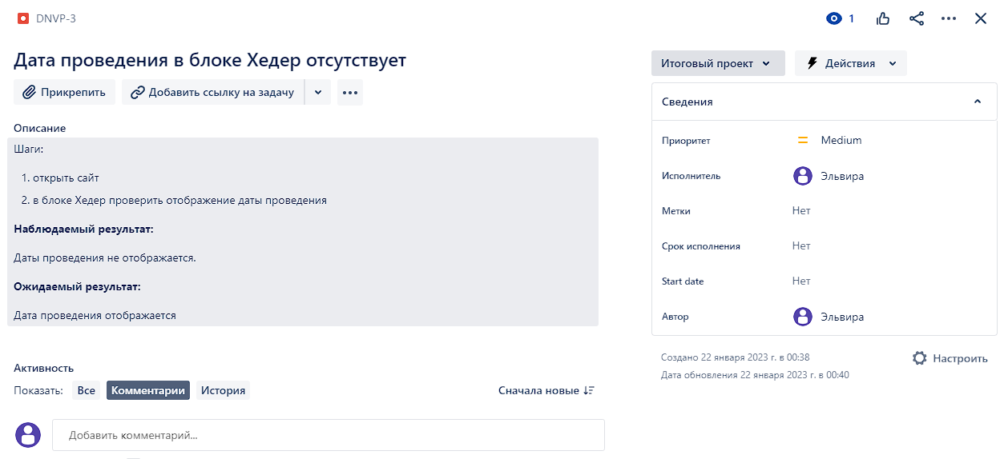 DNVP-3
1
Дата проведения в блоке Хедер отсутствует
Прикрепить
Добавить ссылку на задачу
Описание
Шаги:
1. открыть сайт
2. в блоке Хедер проверить отображение даты проведения
Наблюдаемый результат:
Даты проведения не отображается.
Ожидаемый результат:
Дата проведения отображается
Активность
Показать: Все Комментарии История
Сначала новые
Добавить комментарий...
Итоговый проект
Действия
Сведения
Приоритет Medium
Исполнитель Эльвира
Метки Нет
Срок исполнения Нет
Start date Нет
Автор Эльвира
Создано 22 января 2023 г. в 00:38
Дата обновления 22 января 2023 г. в 00:40
Настроить